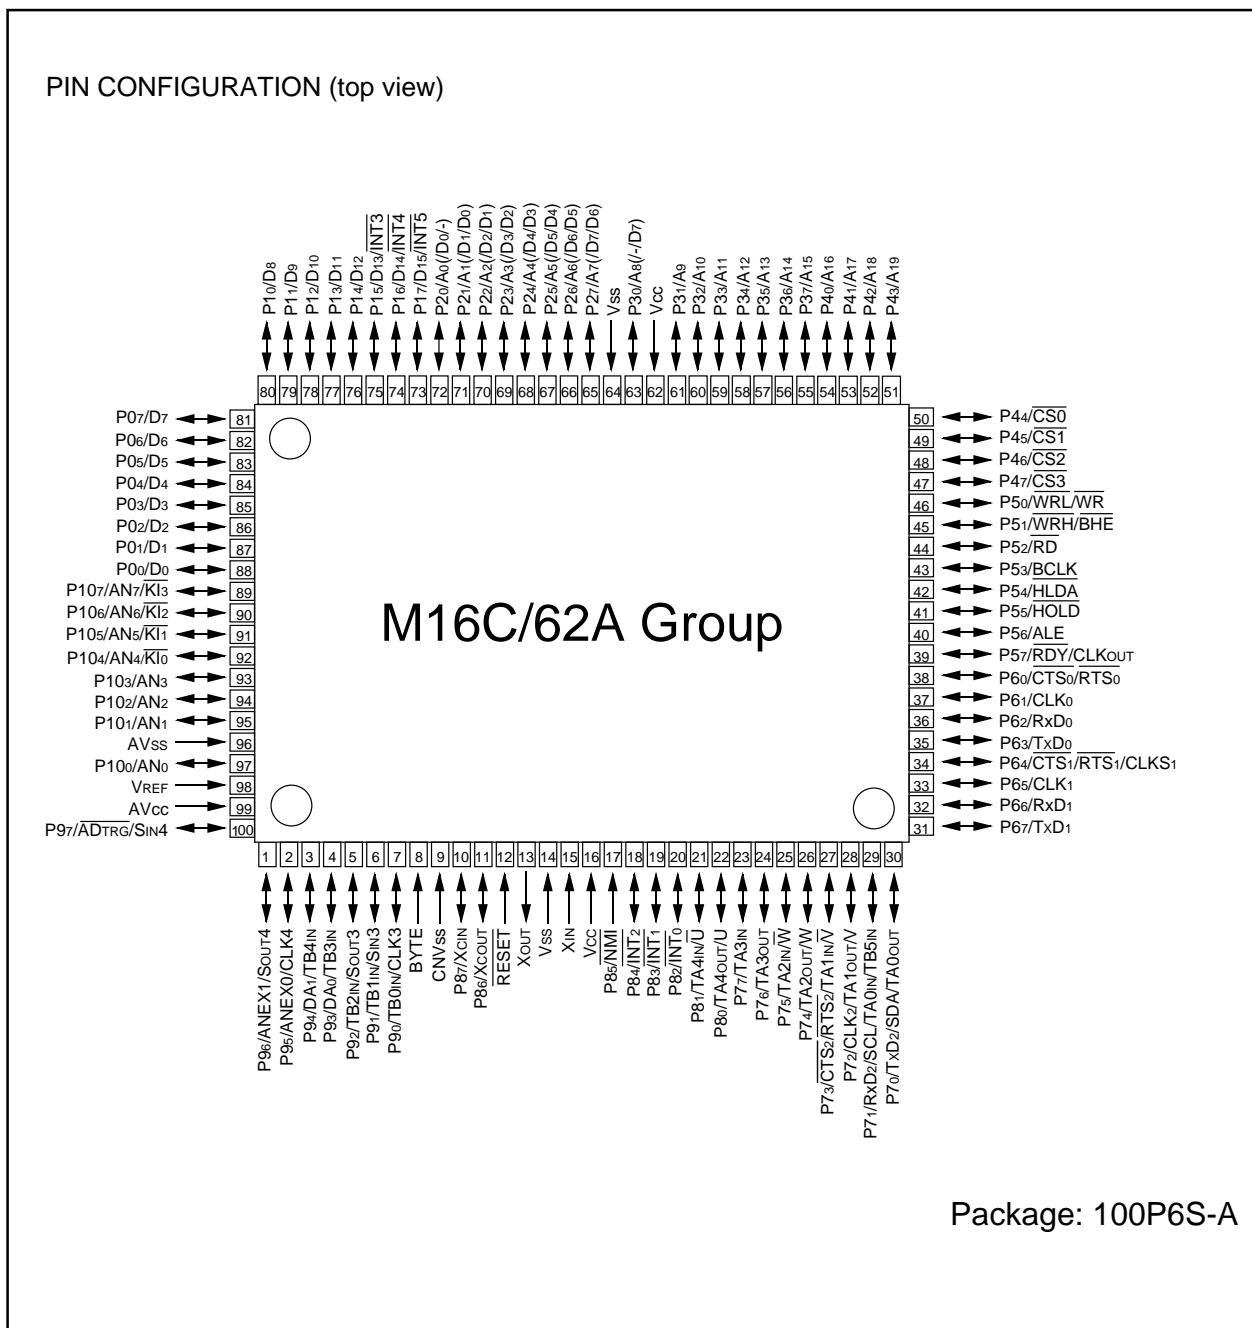 PIN CONFIGURATION (top view)
P10/D8
P11/D9
P12/D10
P13/D11
P14/D12
P15/D13/INT3
P16/D14/INT4
P17/D15/INT5
P20/A0(/D0/-)
P21/A1(/D1/D0)
P22/A2(/D2/D1)
P23/A3(/D3/D2)
P24/A4(/D4/D3)
P25/A5(/D5/D4)
P26/A6(/D6/D5)
P27/A7(/D7/D6)
Vss
P30/A8(/-/D7)
Vcc
P31/A9
P32/A10
P33/A11
P34/A12
P35/A13
P36/A14
P37/A15
P40/A16
P41/A17
P42/A18
P43/A19
80 79 78 77 76 75 74 73 72 71 70 69 68 67 66 65 64 63 62 61 60 59 58 57 56 55 54 53 52 51
P07/D7 81
P06/D6 82
P05/D5 83
P04/D4 84
P03/D3 85
P02/D2 86
P01/D1 87
P00/D0 88
P107/AN7/KI3 89
P106/AN6/KI2 90
P105/AN5/KI1 91
P104/AN4/KI0 92
P103/AN3 93
P102/AN2 94
P101/AN1 95
AVss 96
P100/AN0 97
VREF 98
AVcc 99
P97/ADTRG/SIN4 100
M16C/62A Group
50 P44/CS0
49 P45/CS1
48 P46/CS2
47 P47/CS3
46 P50/WRL/WR
45 P51/WRH/BHE
44 P52/RD
43 P53/BCLK
42 P54/HLDA
41 P55/HOLD
40 P56/ALE
39 P57/RDY/CLKOUT
38 P60/CTS0/RTS0
37 P61/CLK0
36 P62/RxD0
35 P63/TxD0
34 P64/CTS1/RTS1/CLKS1
33 P65/CLK1
32 P66/RxD1
31 P67/TxD1
1 2 3 4 5 6 7 8 9 10 11 12 13 14 15 16 17 18 19 20 21 22 23 24 25 26 27 28 29 30
P96/ANEX1/SOUT4
P95/ANEX0/CLK4
P94/DA1/TB4IN
P93/DA0/TB3IN
P92/TB2IN/SOUT3
P91/TB1IN/SIN3
P90/TB0IN/CLK3
BYTE
CNVss
P87/XCIN
P86/XCOUT
RESET
XOUT
Vss
XIN
Vcc
P85/NMI
P84/INT2
P83/INT1
P82/INT0
P81/TA4IN/U
P80/TA4OUT/U
P77/TA3IN
P76/TA3OUT
P75/TA2IN/W
P74/TA2OUT/W
P73/CTS2/RTS2/TA1IN/V
P72/CLK2/TA1OUT/V
P71/RxD2/SCL/TA0IN/TB5IN
P70/TxD2/SDA/TA0OUT
Package: 100P6S-A